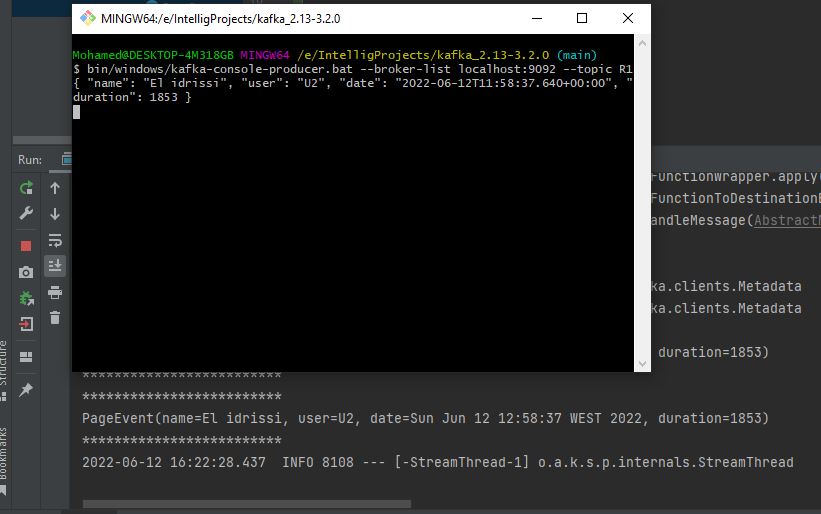 MINGW64:/e/IntelligProjects/kafka_2.13-3.2.0
Mohamed@DESKTOP-4M318GB MINGW64 /e/IntelligProjects/kafka_2.13-3.2.0 (main)
$ bin/windows/kafka-console-producer.bat --broker-list localhost:9092 --topic R1
{ "name": "El idrissi", "user": "U2", "date": "2022-06-12T11:58:37.640+00:00", "
duration": 1853 }
Run:
FunctionWrapper.apply(
FunctionToDestinationB
andleMessage(AbstractM
ka.clients.Metadata
ka.clients.Metadata
, duration=1853)
*************************
*************************
PageEvent(name=El idrissi, user=U2, date=Sun Jun 12 12:58:37 WEST 2022, duration=1853)
*************************
2022-06-12 16:22:28.437  INFO 8108 --- [-StreamThread-1] o.a.k.s.p.internals.StreamThread
Structure
Bookmarks